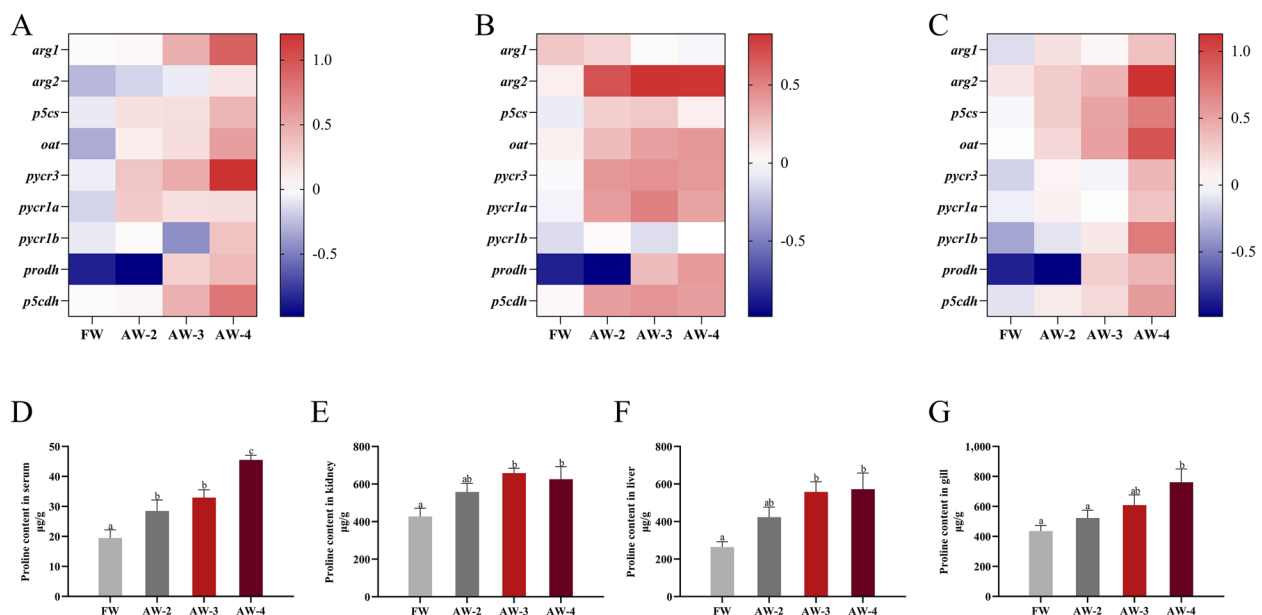 A
arg1
arg2
p5cs
oat
pycr3
pycr1a
pycr1b
prodh
p5cdh
FW AW-2 AW-3 AW-4
1.0
0.5
0
-0.5
B
arg1
arg2
p5cs
oat
pycr3
pycr1a
pycr1b
prodh
p5cdh
FW AW-2 AW-3 AW-4
0.5
0
-0.5
C
arg1
arg2
p5cs
oat
pycr3
pycr1a
pycr1b
prodh
p5cdh
FW AW-2 AW-3 AW-4
1.0
0.5
0
-0.5
D
Proline content in serum
µg/g
50
40
30
20
10
0
a b b c
FW AW-2 AW-3 AW-4
E
Proline content in kidney
µg/g
800
600
400
200
0
a ab b b
FW AW-2 AW-3 AW-4
F
Proline content in liver
µg/g
800
600
400
200
0
a ab b b
FW AW-2 AW-3 AW-4
G
Proline content in gill
µg/g
1,000
800
600
400
200
0
a a ab b
FW AW-2 AW-3 AW-4